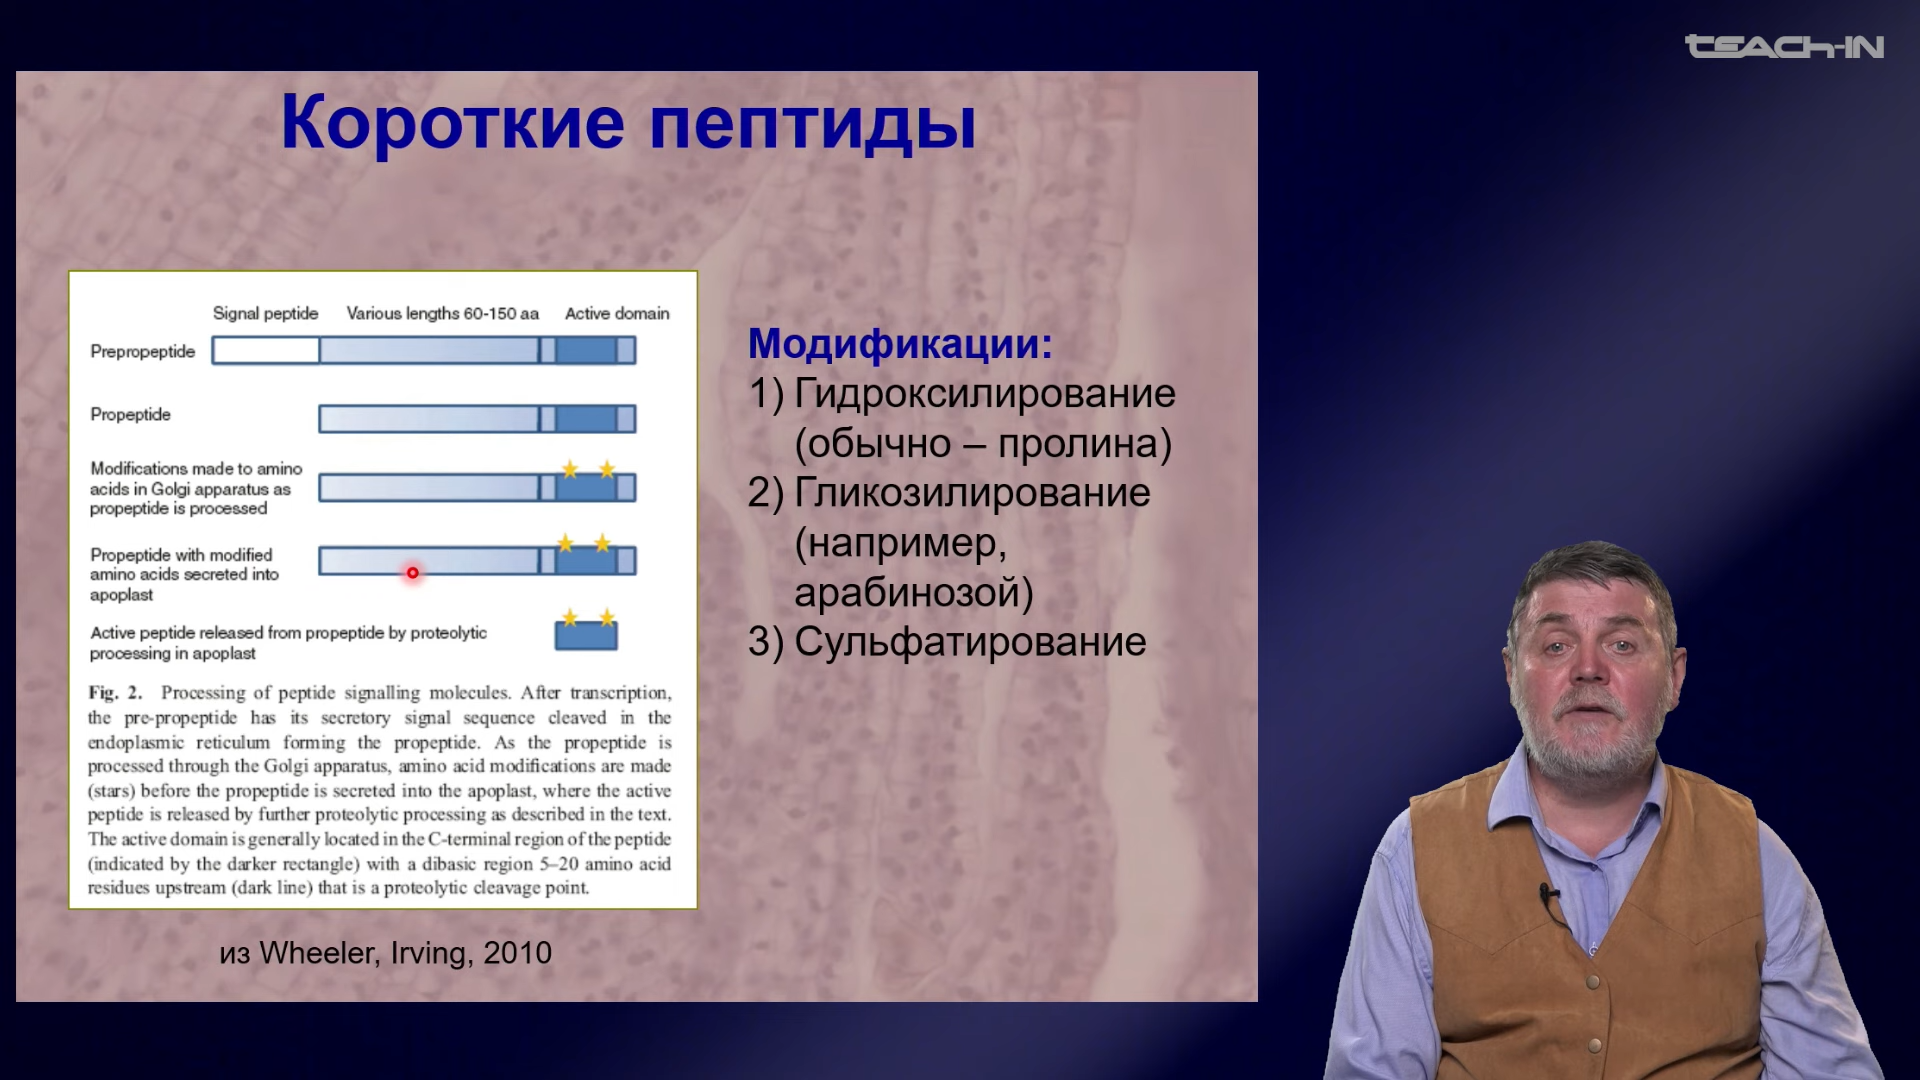 TEACH-IN
Короткие пептиды
Signal peptide Various lengths 60-150 aa Active domain
Prepropeptide
Propeptide
Modifications made to amino
acids in Golgi apparatus as
propeptide is processed
Propeptide with modified
amino acids secreted into
apoplast
Active peptide released from propeptide by proteolytic
processing in apoplast
Fig. 2. Processing of peptide signalling molecules. After transcription,
the pre-propeptide has its secretory signal sequence cleaved in the
endoplasmic reticulum forming the propeptide. As the propeptide is
processed through the Golgi apparatus, amino acid modifications are made
(stars) before the propeptide is secreted into the apoplast, where the active
peptide is released by further proteolytic processing as described in the text.
The active domain is generally located in the C-terminal region of the peptide
(indicated by the darker rectangle) with a dibasic region 5–20 amino acid
residues upstream (dark line) that is a proteolytic cleavage point.
из Wheeler, Irving, 2010
Модификации:
1) Гидроксилирование
(обычно – пролина)
2) Гликозилирование
(например,
арабинозой)
3) Сульфатирование